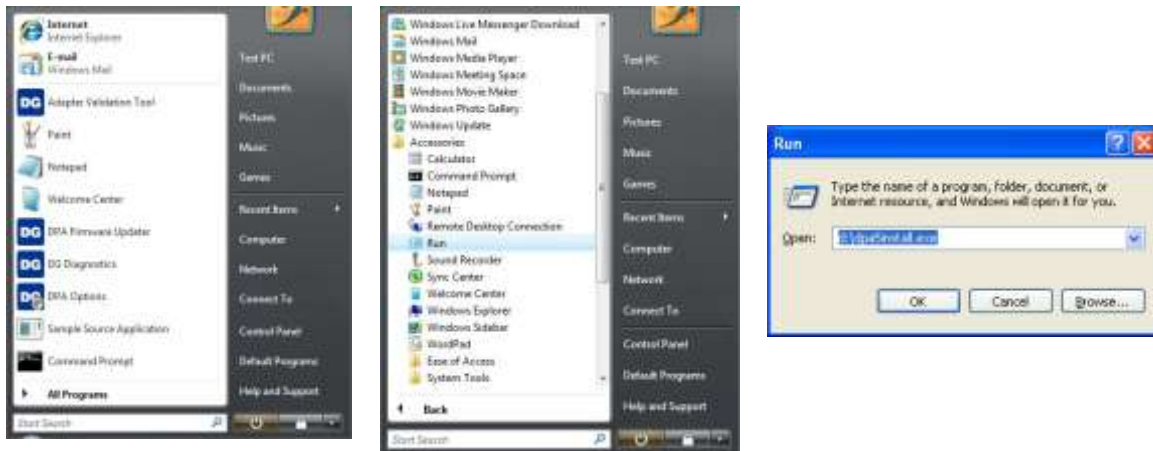 Internet
Internet Explorer
E-mail
Windows Mail
Adapter Validation Tool
Paint
Notepad
Welcome Center
DPA Firmware Updater
DG Diagnostics
DPA Options
Sample Source Application
Command Prompt
All Programs
Start Search
Test PC
Documents
Pictures
Music
Games
Recent Items
Computer
Network
Connect To
Control Panel
Default Programs
Help and Support
DG
DG
DG
DG
Windows Live Messenger Download
Windows Mail
Windows Media Player
Windows Meeting Space
Windows Movie Maker
Windows Photo Gallery
Windows Update
Accessories
Calculator
Command Prompt
Notepad
Paint
Remote Desktop Connection
Run
Sound Recorder
Sync Center
Welcome Center
Windows Explorer
Windows Sidebar
WordPad
Ease of Access
System Tools
Back
Start Search
Test PC
Documents
Pictures
Music
Games
Recent Items
Computer
Network
Connect To
Control Panel
Default Programs
Help and Support
Run
Type the name of a program, folder, document, or
Internet resource, and Windows will open it for you.
Open:
OK
Cancel
Browse...